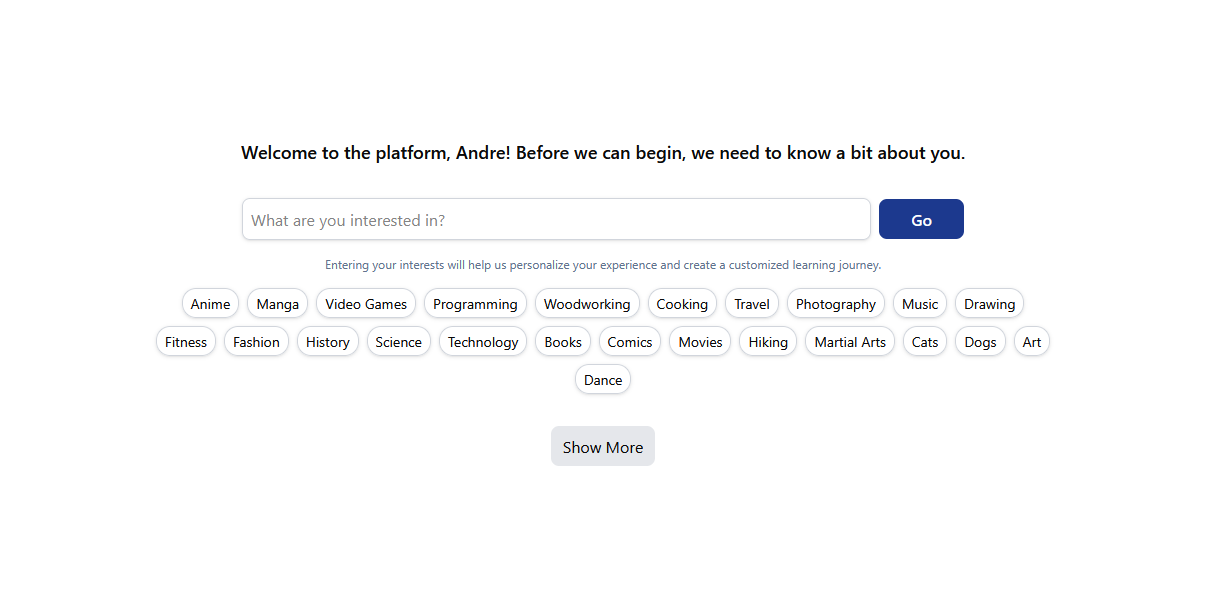 Welcome to the platform, Andre! Before we can begin, we need to know a bit about you.
What are you interested in? Go
Entering your interests will help us personalize your experience and create a customized learning journey.
Anime Manga Video Games Programming Woodworking Cooking Travel Photography Music Drawing
Fitness Fashion History Science Technology Books Comics Movies Hiking Martial Arts Cats Dogs Art
Dance
Show More